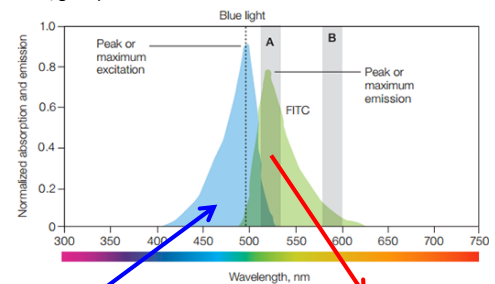 Blue light
Normalized absorption and emission
1.0
0.8
0.6
0.4
0.2
0
Peak or
maximum
excitation
A
B
Peak or
maximum
emission
FITC
300 350 400 450 500 550 600 650 700 750
Wavelength, nm